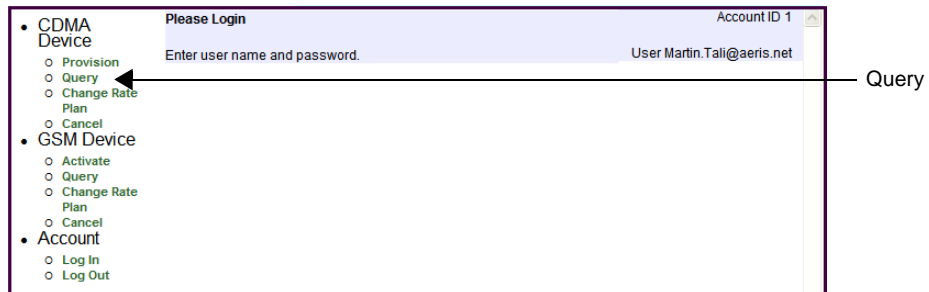 CDMA
Device
Provision
Query
Change Rate
Plan
Cancel
GSM Device
Activate
Query
Change Rate
Plan
Cancel
Account
Log In
Log Out
Please Login
Account ID 1
Enter user name and password.
User Martin.Tali@aeris.net
Query